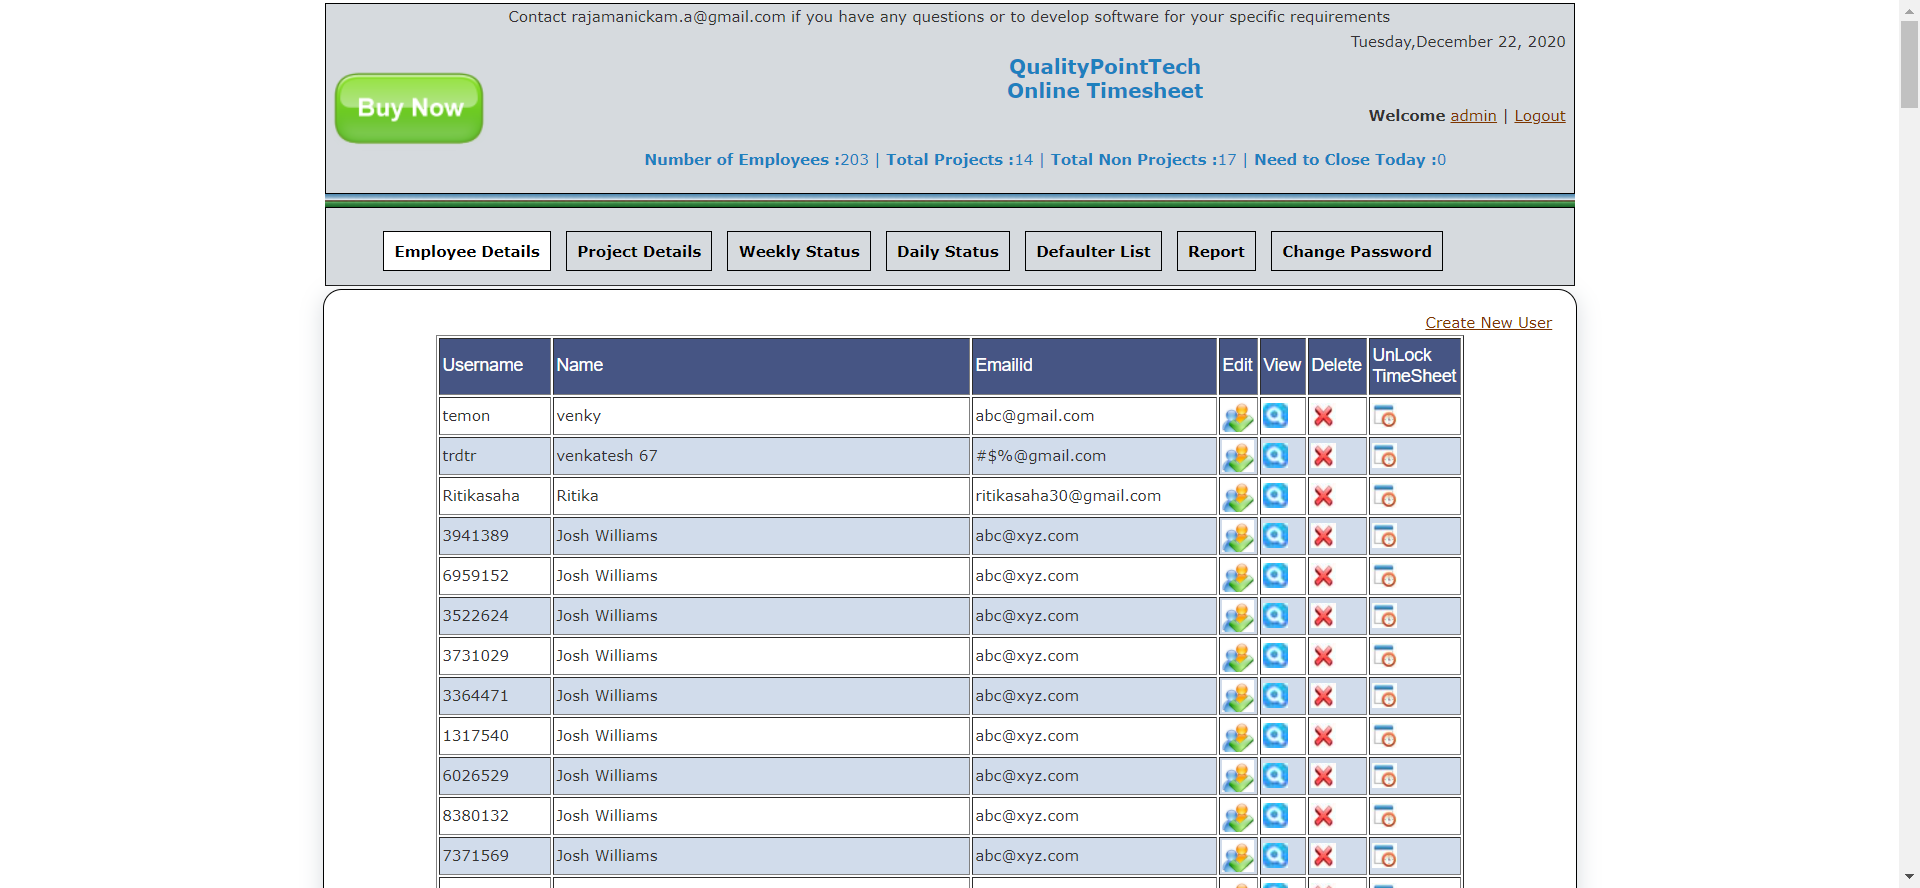 Contact rajamanickam.a@gmail.com if you have any questions or to develop software for your specific requirements
Tuesday,December 22, 2020
QualityPointTech
Online Timesheet
Buy Now
Welcome admin | Logout
Number of Employees :203 | Total Projects :14 | Total Non Projects :17 | Need to Close Today :0
Employee Details Project Details Weekly Status Daily Status Defaulter List Report Change Password
Create New User
Username Name Emailid Edit View Delete UnLock TimeSheet
temon venky abc@gmail.com
trdtr venkatesh 67 #$%@gmail.com
Ritikasaha Ritika ritikasaha30@gmail.com
3941389 Josh Williams abc@xyz.com
6959152 Josh Williams abc@xyz.com
3522624 Josh Williams abc@xyz.com
3731029 Josh Williams abc@xyz.com
3364471 Josh Williams abc@xyz.com
1317540 Josh Williams abc@xyz.com
6026529 Josh Williams abc@xyz.com
8380132 Josh Williams abc@xyz.com
7371569 Josh Williams abc@xyz.com